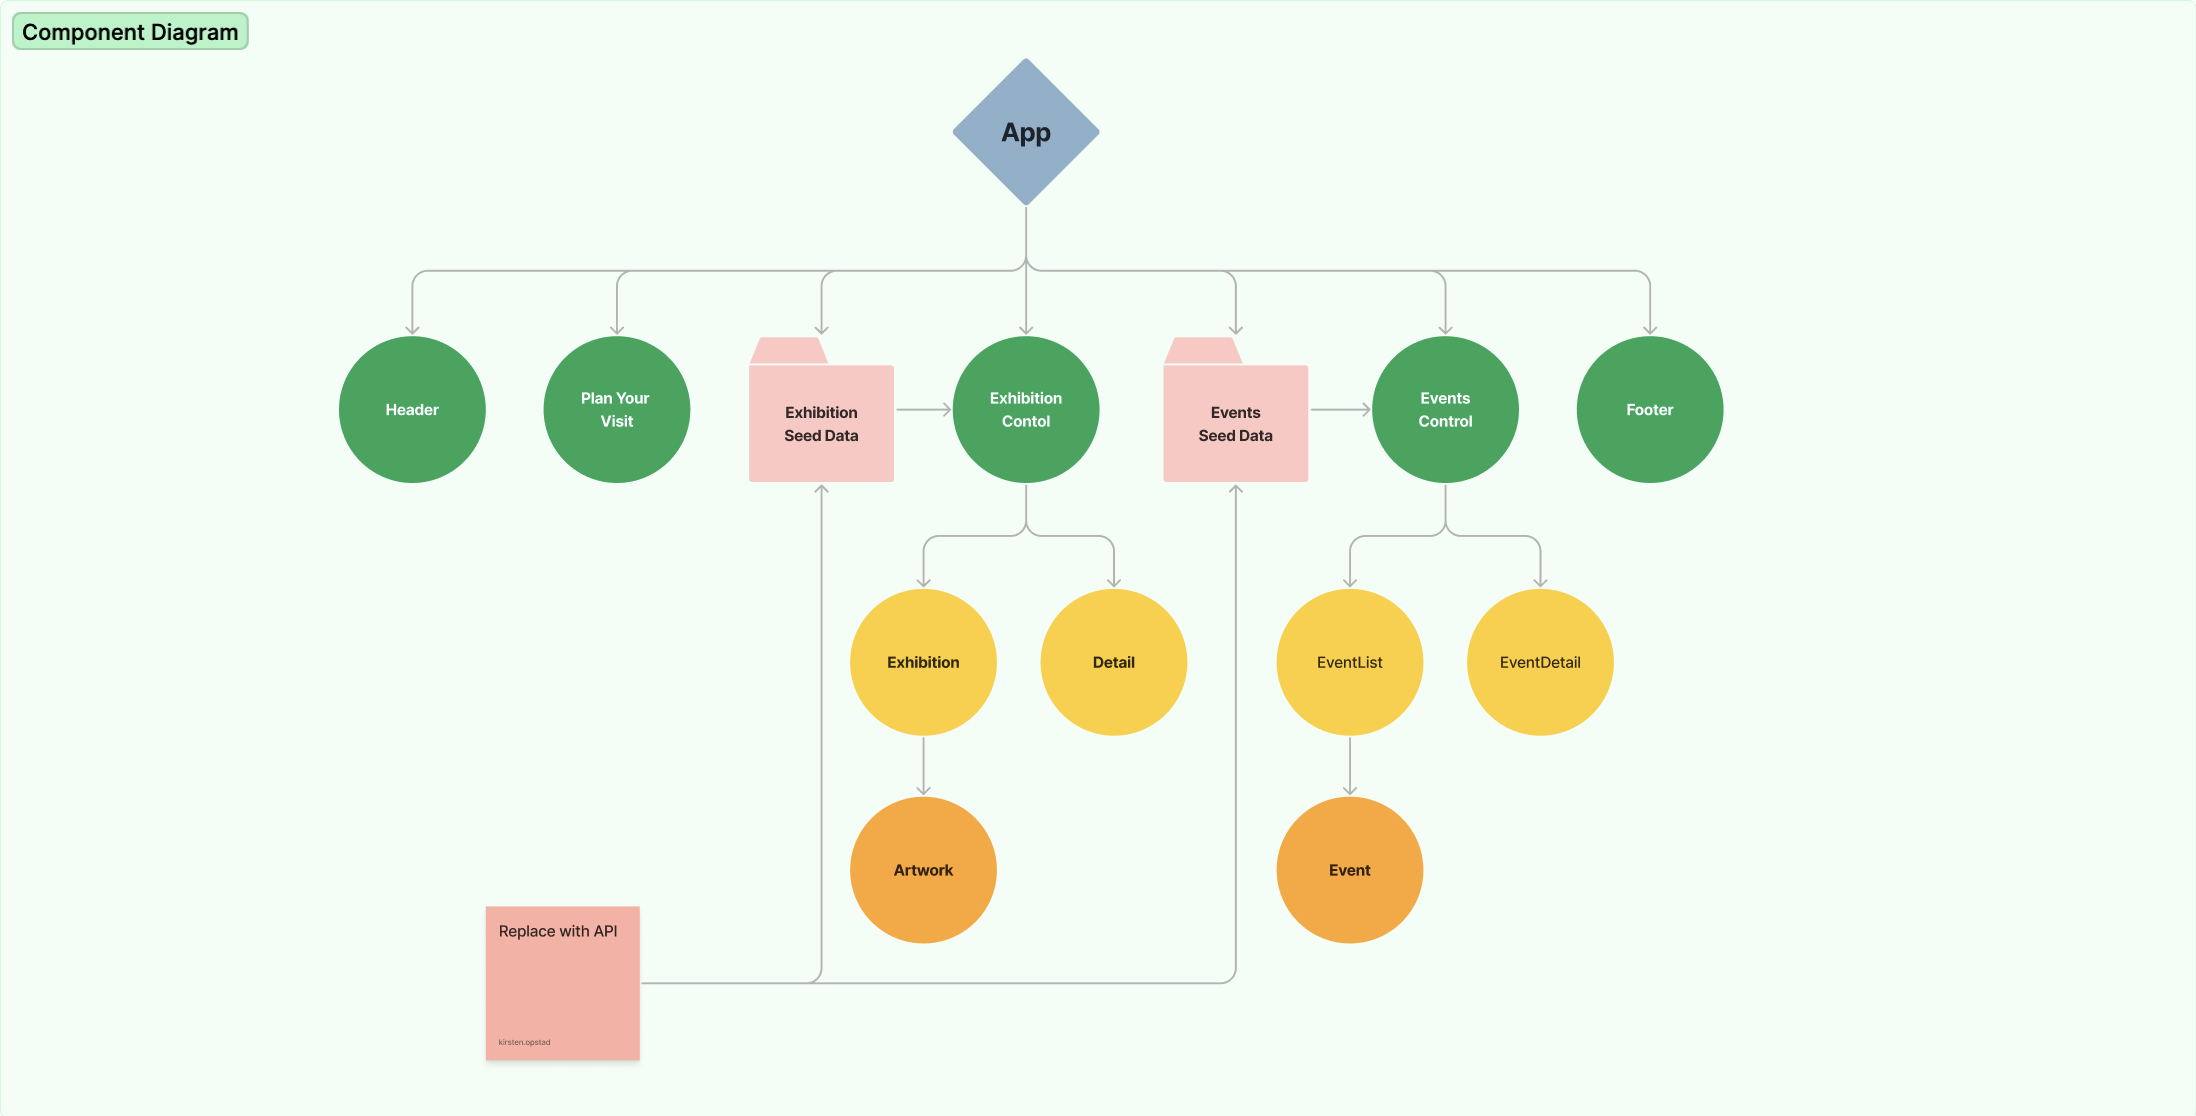 Component Diagram
App
Header
Plan Your
Visit
Exhibition
Seed Data
Exhibition
Contol
Events
Seed Data
Events
Control
Footer
Exhibition
Detail
EventList
EventDetail
Artwork
Event
Replace with API
kirsten.opstad